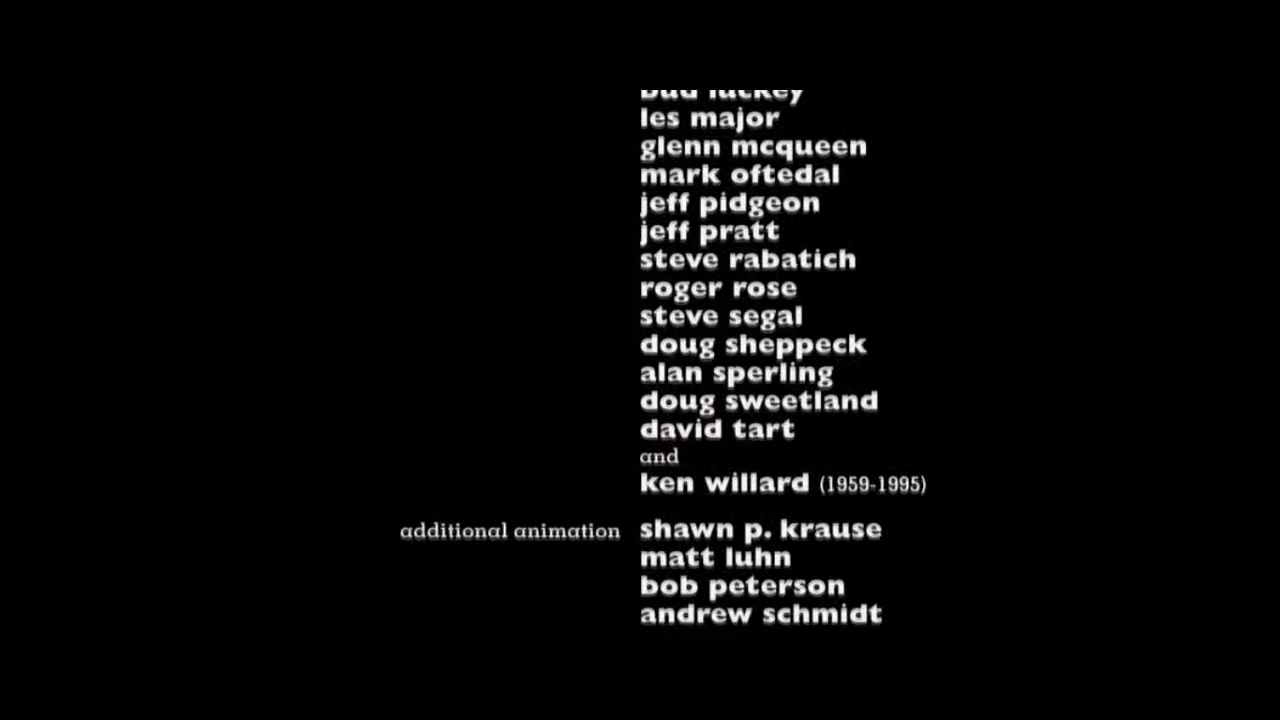 bud luckey
les major
glenn mcqueen
mark oftedal
jeff pidgeon
jeff pratt
steve rabatich
roger rose
steve segal
doug sheppeck
alan sperling
doug sweetland
david tart
and
ken willard (1959-1995)
additional animation shawn p. krause
matt luhn
bob peterson
andrew schmidt